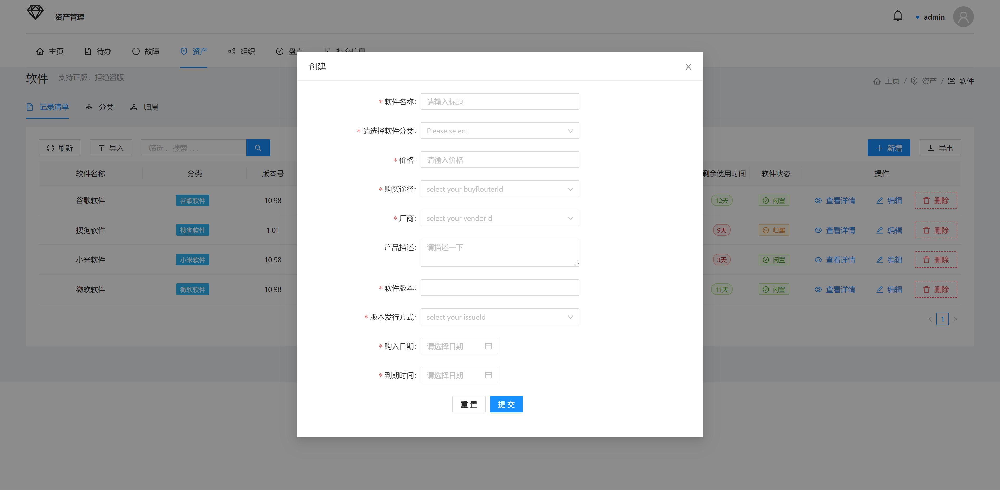 资产管理
admin
主页 待办 故障 资产 组织 盘点 补充信息
软件 支持正版，拒绝盗版
主页 / 资产 / 软件
记录清单 分类 归属
刷新 导入 筛选 、搜索 . . .
新增 导出
软件名称 分类 版本号 剩余使用时间 软件状态 操作
谷歌软件 谷歌软件 10.98 12天 闲置 查看详情 编辑 删除
搜狗软件 搜狗软件 1.01 9天 归属 查看详情 编辑 删除
小米软件 小米软件 10.98 3天 闲置 查看详情 编辑 删除
微软软件 微软软件 10.98 11天 闲置 查看详情 编辑 删除
1
创建
* 软件名称: 请输入标题
* 请选择软件分类: Please select
* 价格: 请输入价格
* 购买途径: select your buyRouterId
* 厂商: select your vendorId
产品描述: 请描述一下
* 软件版本:
* 版本发行方式: select your issueId
* 购入日期: 请选择日期
* 到期时间: 请选择日期
重 置 提 交